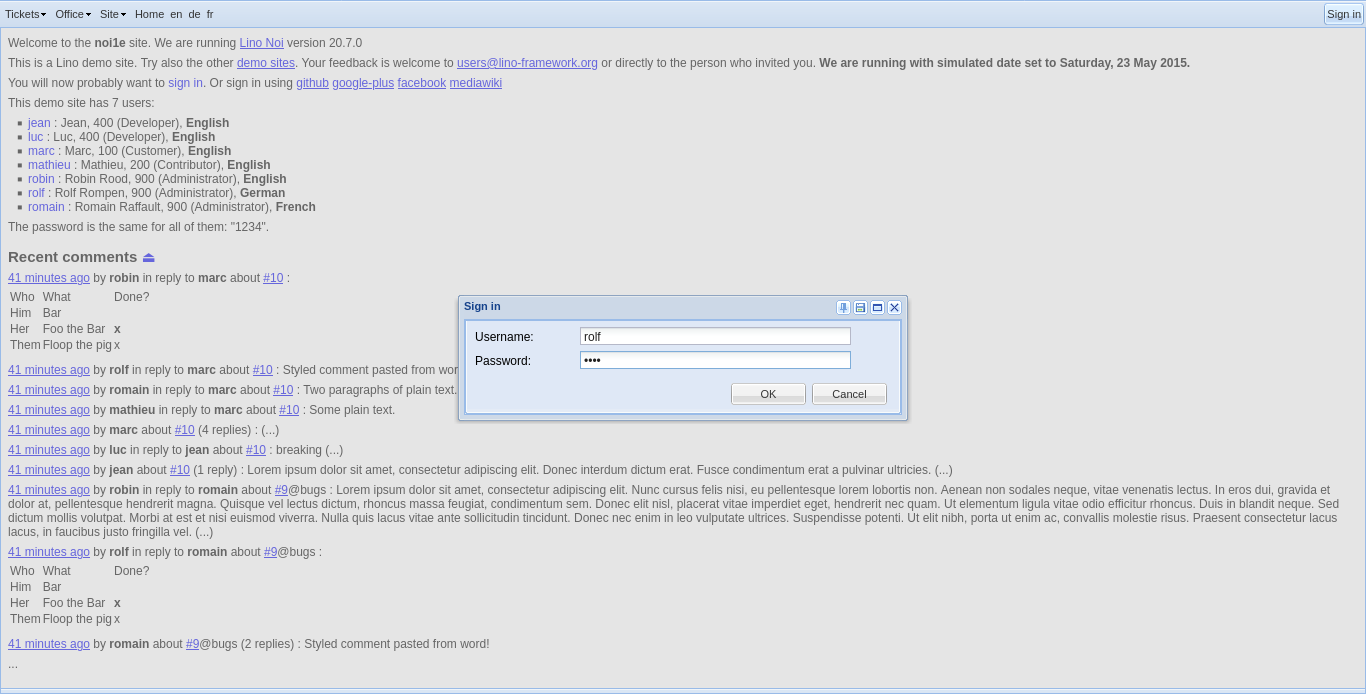 Tickets Office Site Home en de fr Sign in
Welcome to the noi1e site. We are running Lino Noi version 20.7.0
This is a Lino demo site. Try also the other demo sites. Your feedback is welcome to users@lino-framework.org or directly to the person who invited you. We are running with simulated date set to Saturday, 23 May 2015.
You will now probably want to sign in. Or sign in using github google-plus facebook mediawiki
This demo site has 7 users:
jean : Jean, 400 (Developer), English
luc : Luc, 400 (Developer), English
marc : Marc, 100 (Customer), English
mathieu : Mathieu, 200 (Contributor), English
robin : Robin Rood, 900 (Administrator), English
rolf : Rolf Rompen, 900 (Administrator), German
romain : Romain Raffault, 900 (Administrator), French
The password is the same for all of them: "1234".
Recent comments
41 minutes ago by robin in reply to marc about #10 :
Who What Done?
Him Bar
Her Foo the Bar x
Them Floop the pig x
Sign in
Username: rolf
Password: ••••
OK Cancel
41 minutes ago by rolf in reply to marc about #10 : Styled comment pasted from wor
41 minutes ago by romain in reply to marc about #10 : Two paragraphs of plain text.
41 minutes ago by mathieu in reply to marc about #10 : Some plain text.
41 minutes ago by marc about #10 (4 replies) : (...)
41 minutes ago by luc in reply to jean about #10 : breaking (...)
41 minutes ago by jean about #10 (1 reply) : Lorem ipsum dolor sit amet, consectetur adipiscing elit. Donec interdum dictum erat. Fusce condimentum erat a pulvinar ultricies. (...)
41 minutes ago by robin in reply to romain about #9@bugs : Lorem ipsum dolor sit amet, consectetur adipiscing elit. Nunc cursus felis nisi, eu pellentesque lorem lobortis non. Aenean non sodales neque, vitae venenatis lectus. In eros dui, gravida et
dolor at, pellentesque hendrerit magna. Quisque vel lectus dictum, rhoncus massa feugiat, condimentum sem. Donec elit nisl, placerat vitae imperdiet eget, hendrerit nec quam. Ut elementum ligula vitae odio efficitur rhoncus. Duis in blandit neque. Sed
dictum mollis volutpat. Morbi at est et nisi euismod viverra. Nulla quis lacus vitae ante sollicitudin tincidunt. Donec nec enim in leo vulputate ultrices. Suspendisse potenti. Ut elit nibh, porta ut enim ac, convallis molestie risus. Praesent consectetur lacus
lacus, in faucibus justo fringilla vel. (...)
41 minutes ago by rolf in reply to romain about #9@bugs :
Who What Done?
Him Bar
Her Foo the Bar x
Them Floop the pig x
41 minutes ago by romain about #9@bugs (2 replies) : Styled comment pasted from word!
...